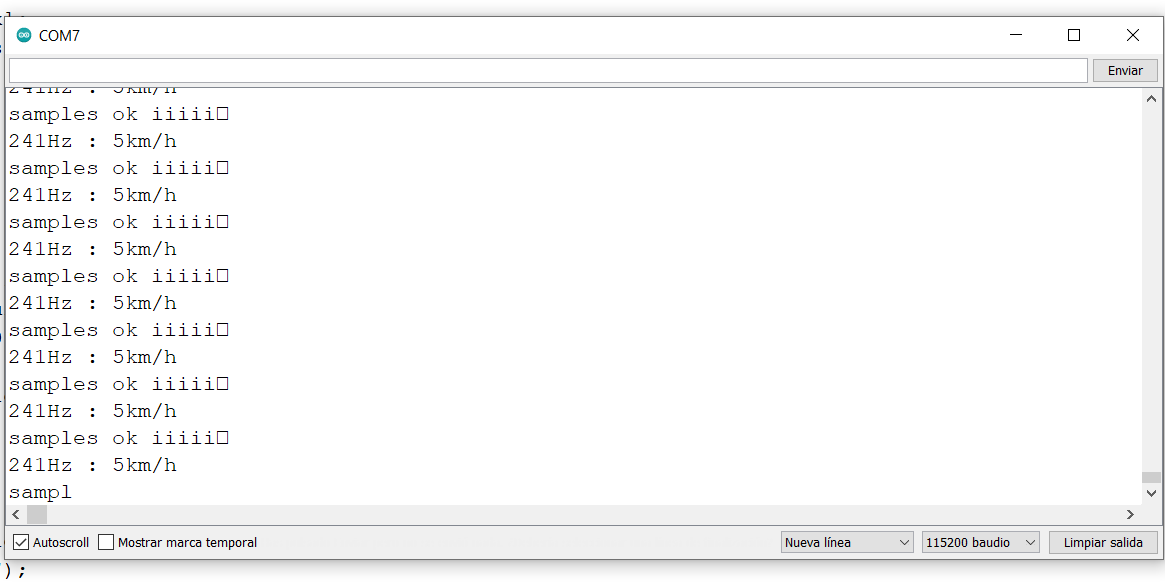 COM7
Enviar
241Hz : 5km/h
samples ok iiiii□
241Hz : 5km/h
samples ok iiiii□
241Hz : 5km/h
samples ok iiiii□
241Hz : 5km/h
samples ok iiiii□
241Hz : 5km/h
samples ok iiiii□
241Hz : 5km/h
samples ok iiiii□
241Hz : 5km/h
samples ok iiiii□
241Hz : 5km/h
sampl
Autoscroll Mostrar marca temporal Nueva línea 115200 baudio Limpiar salida
);